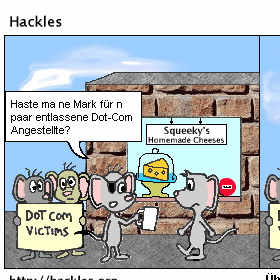 Hackles
Haste ma ne Mark für n
paar entlassene Dot-Com
Angestellte?
Squeeky's
Homemade Cheeses
DOT COM
VICTIMS
http://hackles.org